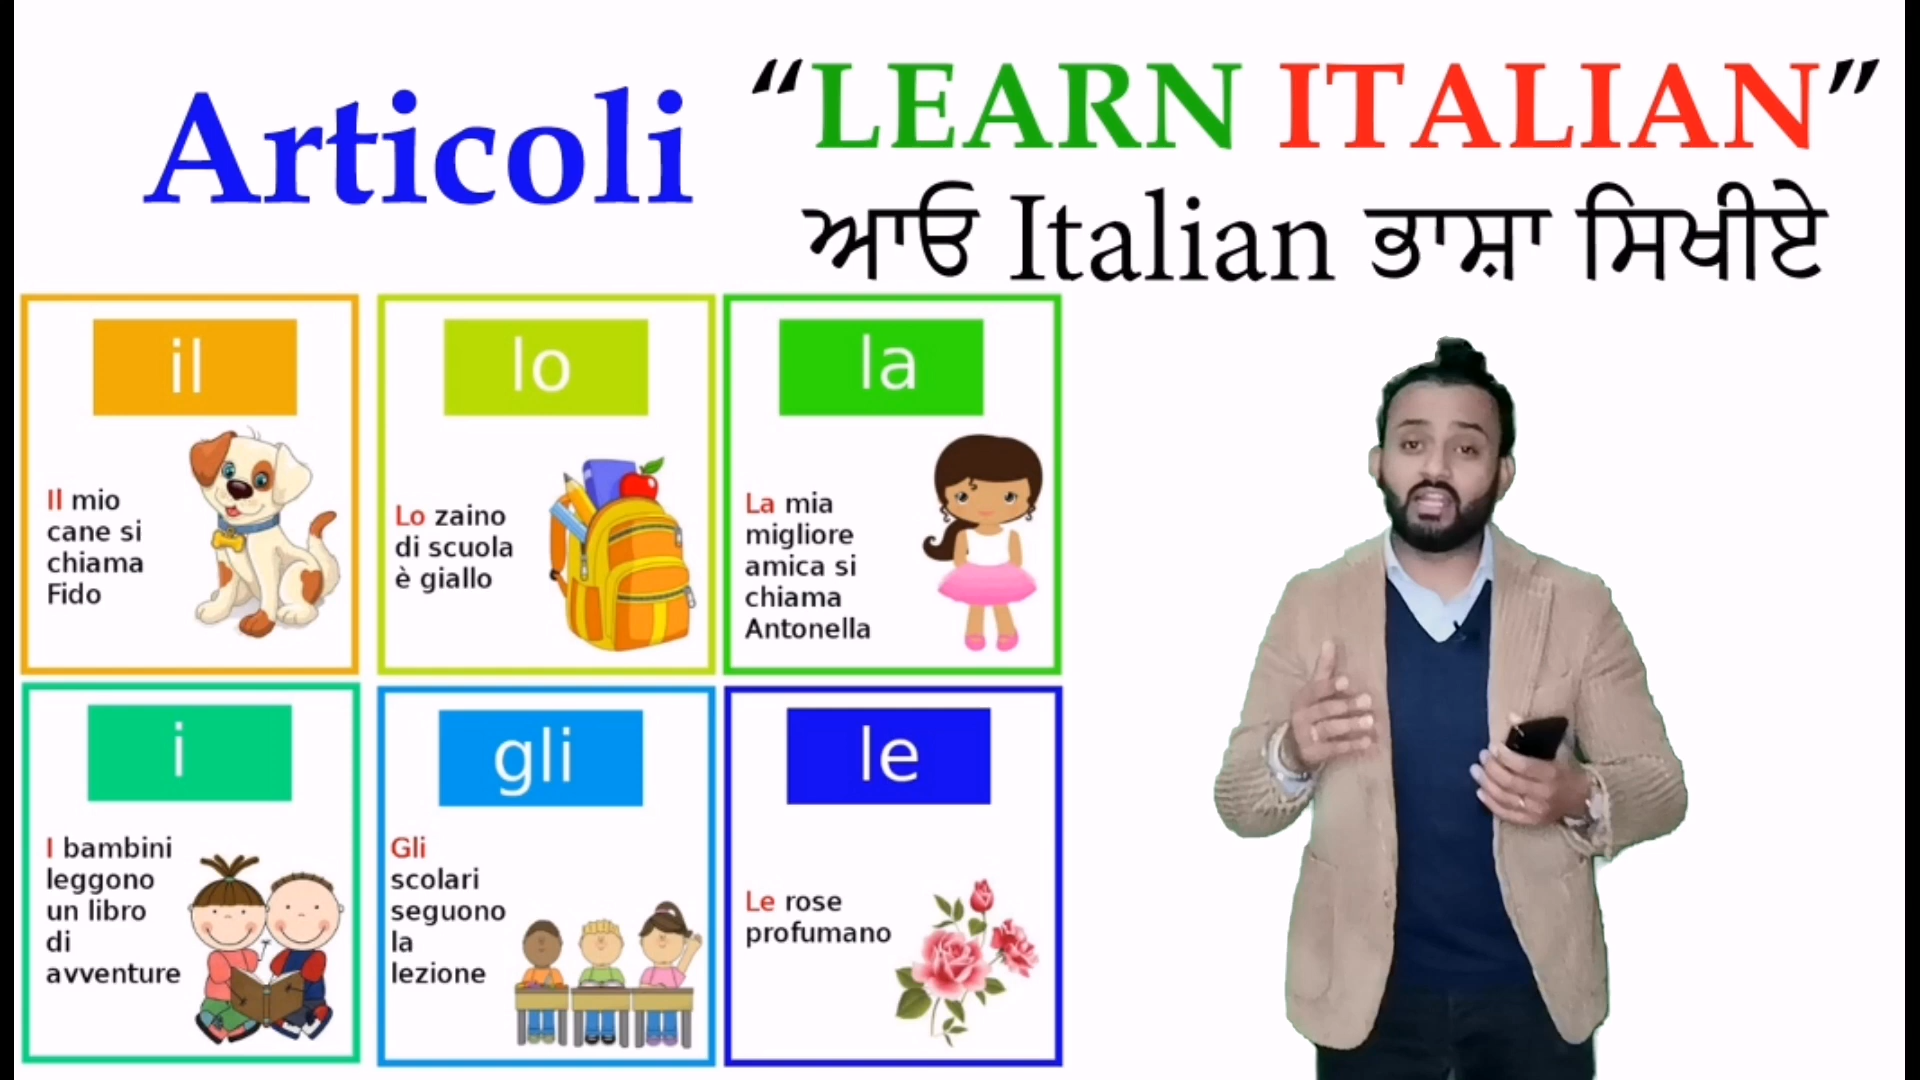 Articoli
“LEARN ITALIAN”
ਆਓ Italian ਭਾਸ਼ਾ ਸਿਖੀਏ
il
Il mio
cane si
chiama
Fido
lo
Lo zaino
di scuola
è giallo
la
La mia
migliore
amica si
chiama
Antonella
i
I bambini
leggono
un libro
di
avventure
gli
Gli
scolari
seguono
la
lezione
le
Le rose
profumano